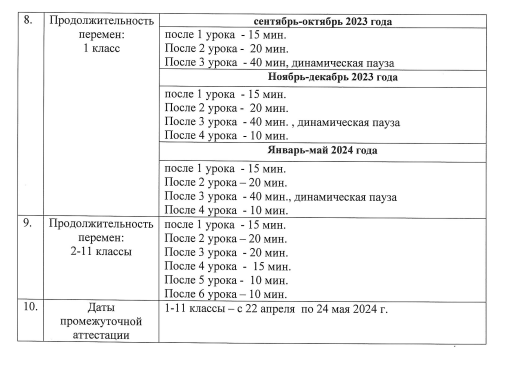 8.
Продолжительность
перемен:
1 класс
сентябрь-октябрь 2023 года
после 1 урока - 15 мин.
После 2 урока - 20 мин.
После 3 урока - 40 мин, динамическая пауза
Ноябрь-декабрь 2023 года
после 1 урока - 15 мин.
После 2 урока - 20 мин.
После 3 урока - 40 мин. , динамическая пауза
После 4 урока - 10 мин.
Январь-май 2024 года
после 1 урока - 15 мин.
После 2 урока – 20 мин.
После 3 урока - 40 мин., динамическая пауза
После 4 урока - 10 мин.
9.
Продолжительность
перемен:
2-11 классы
после 1 урока - 15 мин.
После 2 урока – 20 мин.
После 3 урока - 20 мин.
После 4 урока - 15 мин.
После 5 урока - 10 мин.
После 6 урока – 10 мин.
10.
Даты
промежуточной
аттестации
1-11 классы – с 22 апреля по 24 мая 2024 г.